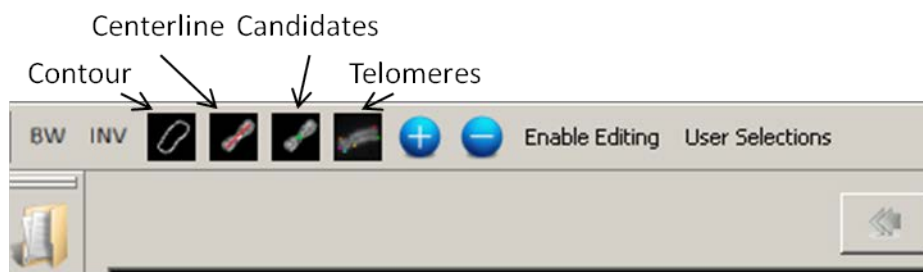 Centerline Candidates
Contour Telomeres
BW INV Enable Editing User Selections